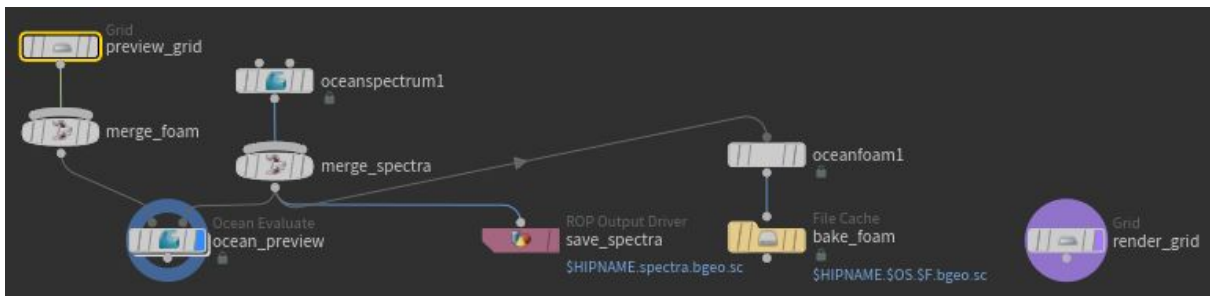 Grid
preview_grid
oceanspectrum1
merge_foam
merge_spectra
oceanfoam1
Ocean Evaluate
ocean_preview
ROP Output Driver
save_spectra
$HIPNAME.spectra.bgeo.sc
File Cache
bake_foam
$HIPNAME.$OS.$F.bgeo.sc
Grid
render_grid